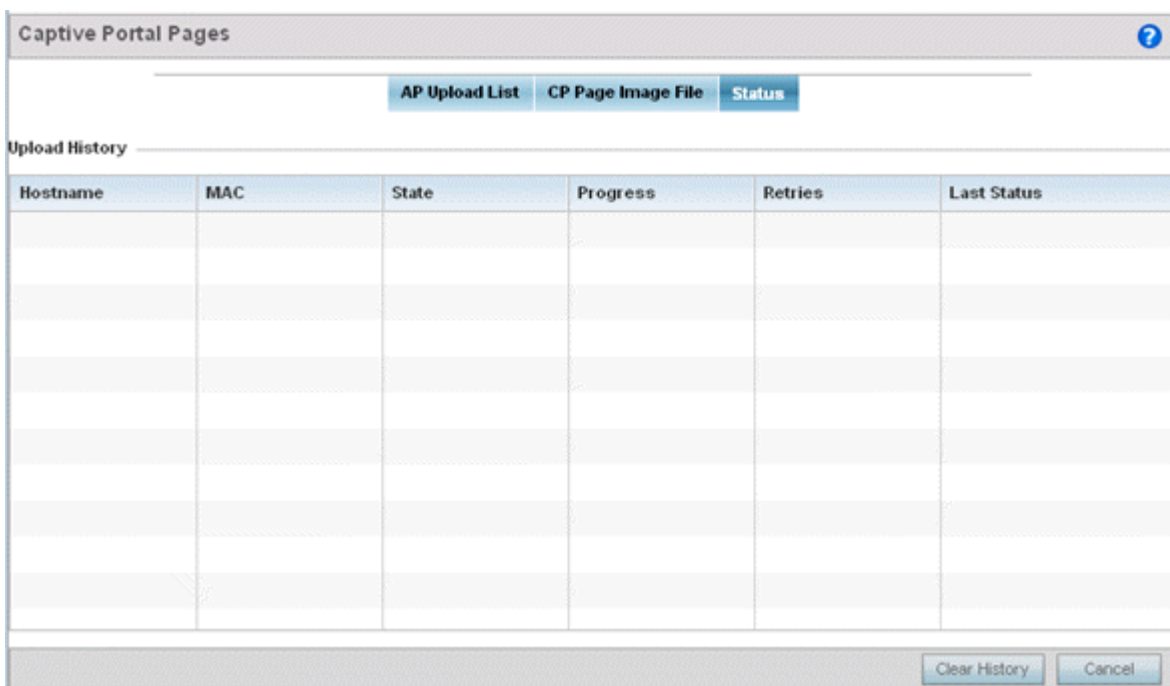 Captive Portal Pages
?
AP Upload List CP Page Image File Status
Upload History
Hostname MAC State Progress Retries Last Status
Clear History Cancel